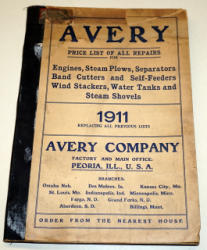 AVERY
PRICE LIST OF ALL REPAIRS
FOR
Engines, Steam Plows, Separators
Band Cutters and Self-Feeders
Wind Stackers, Water Tanks and
Steam Shovels
1911
REPLACING ALL PREVIOUS LISTS
AVERY COMPANY
FACTORY AND MAIN OFFICE:
PEORIA, ILL., U. S. A.
BRANCHES:
Omaha Neb. Des Moines, Ia. Kansas City, Mo.
St. Louis, Mo. Indianapolis, Ind. Minneapolis, Minn.
Fargo, N. D. Grand Forks, N. D.
Aberdeen, S. D. Billings, Mont.
ORDER FROM THE NEAREST HOUSE